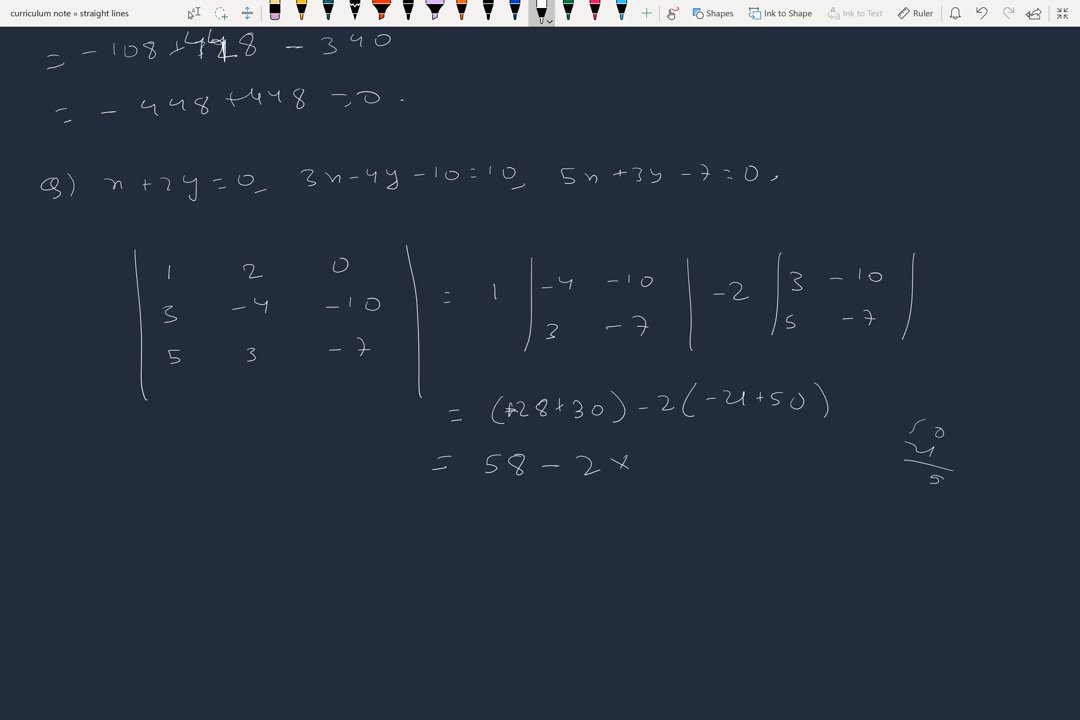 curriculum note » straight lines
Shapes Ink to Shape Ink to Text Ruler
= - 108 + 448 - 340
= - 448 + 448 = 0 .
Q) x + 2y = 0, 3x - 4y - 10 = 10, 5x + 3y - 7 = 0,
| 1 2 0 | = 1 | -4 -10 | - 2 | 3 -10 |
| 3 -4 -10 | | 3 -7 | | 5 -7 |
| 5 3 -7 |
= (+28 + 30) - 2 ( -21 + 50 )
= 58 - 2 ×